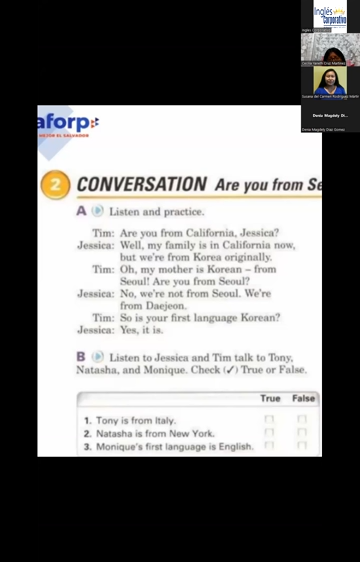 Inglés
Corporativo
aforp
MEJOR EL SALVADOR
2 CONVERSATION Are you from Se
A Listen and practice.
Tim: Are you from California, Jessica?
Jessica: Well, my family is in California now,
but we're from Korea originally.
Tim: Oh, my mother is Korean – from
Seoul! Are you from Seoul?
Jessica: No, we're not from Seoul. We're
from Daejeon.
Tim: So is your first language Korean?
Jessica: Yes, it is.
B Listen to Jessica and Tim talk to Tony,
Natasha, and Monique. Check (✓) True or False.
True False
1. Tony is from Italy.
2. Natasha is from New York.
3. Monique's first language is English.